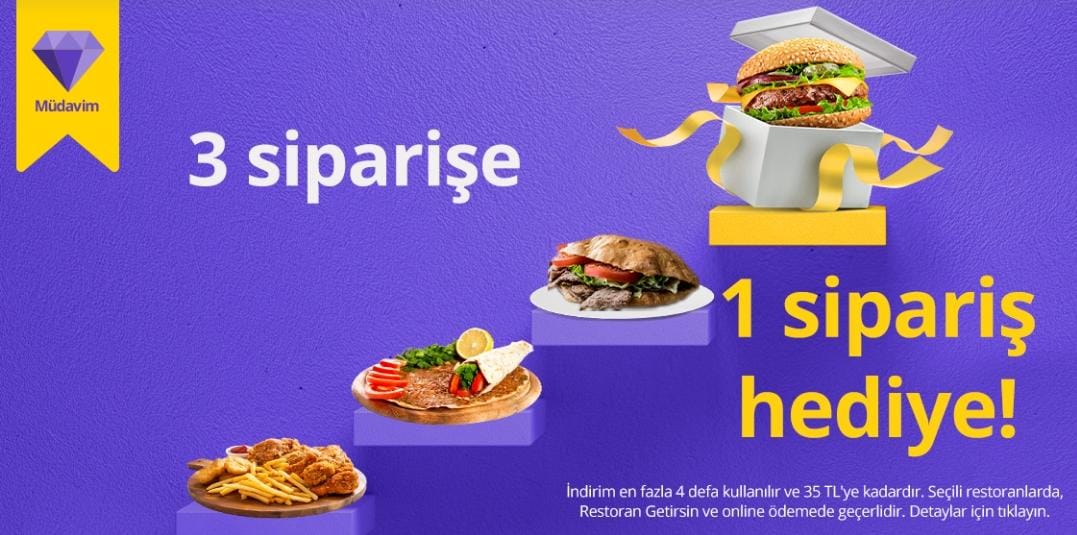 Müdavim
3 siparişe
1 sipariş
hediye!
İndirim en fazla 4 defa kullanılır ve 35 TL'ye kadardır. Seçili restoranlarda,
Restoran Getirsin ve online ödemede geçerlidir. Detaylar için tıklayın.